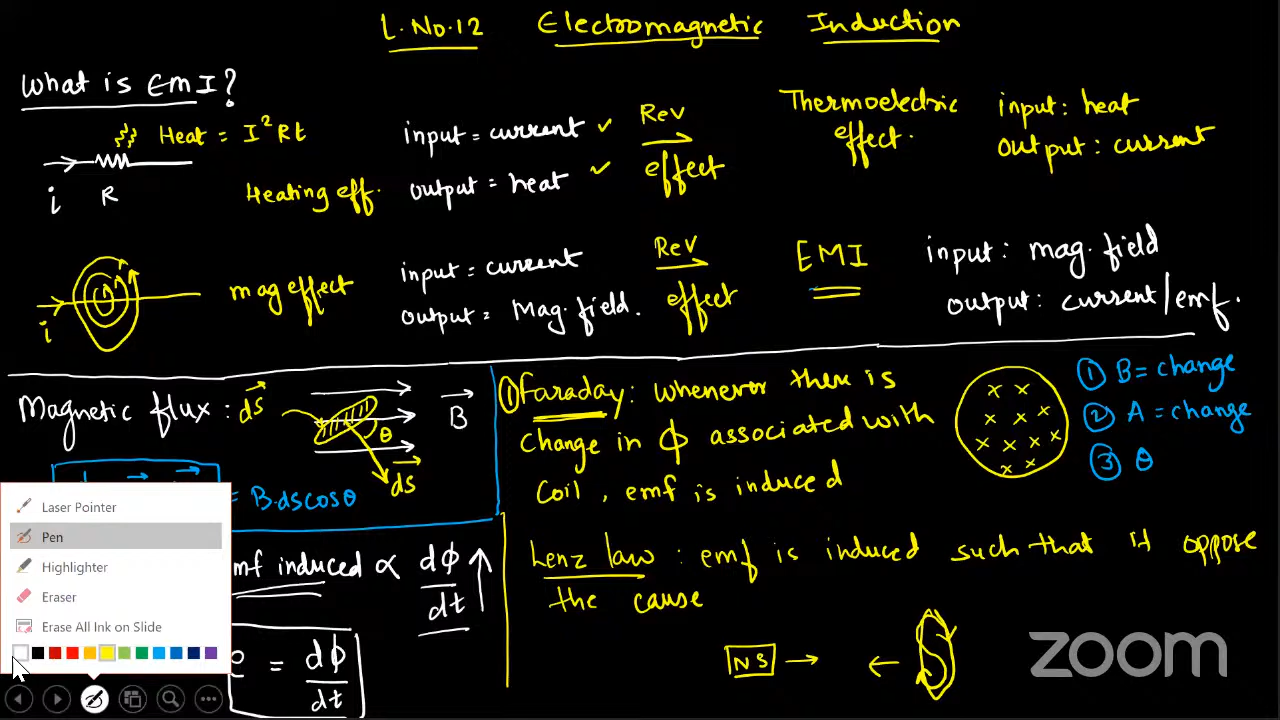 L.No.12 Electromagnetic Induction
What is EMI?
Heat = I²Rt
i R
Heating eff.
input = current ✓
output = heat ✓
Rev
effect
Thermoelectric
effect.
input: heat
output: current
i
mag effect
input = current
output = Mag. field.
Rev
effect
EMI
input: mag. field
output: current/emf.
Magnetic flux: ds
B
θ
ds
= B.ds cosθ
① Faraday: whenever there is
change in ϕ associated with
coil, emf is induced
x x
x x x
x x x x
x x
① B = change
② A = change
③ θ
emf induced ∝ dϕ/dt ↑
e = dϕ/dt
Lenz law: emf is induced such that it oppose
the cause
N S → ←
Laser Pointer
Pen
Highlighter
Eraser
Erase All Ink on Slide
zoom